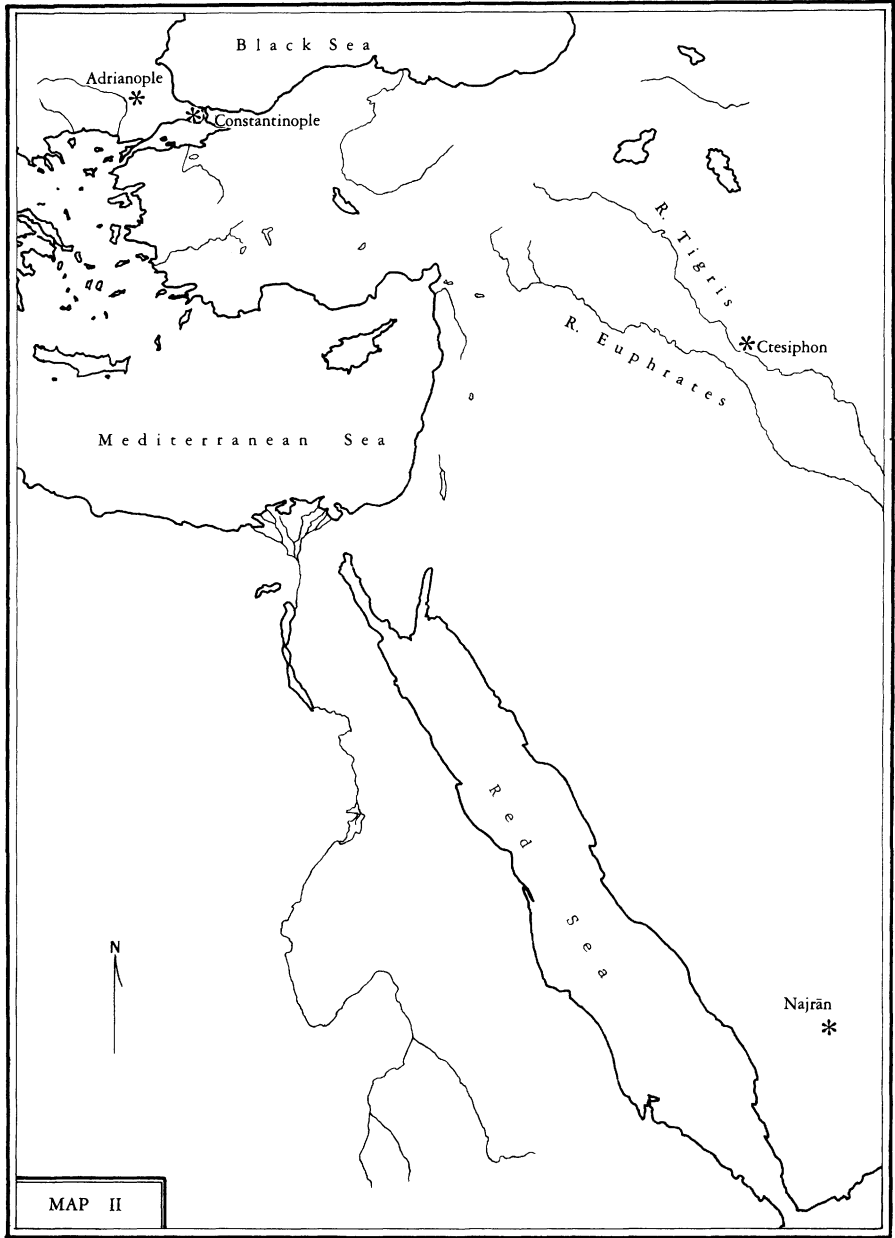 Black Sea
Adrianople
Constantinople
R. Tigris
R. Euphrates
Ctesiphon
Mediterranean Sea
Red Sea
N
Najrān
MAP II